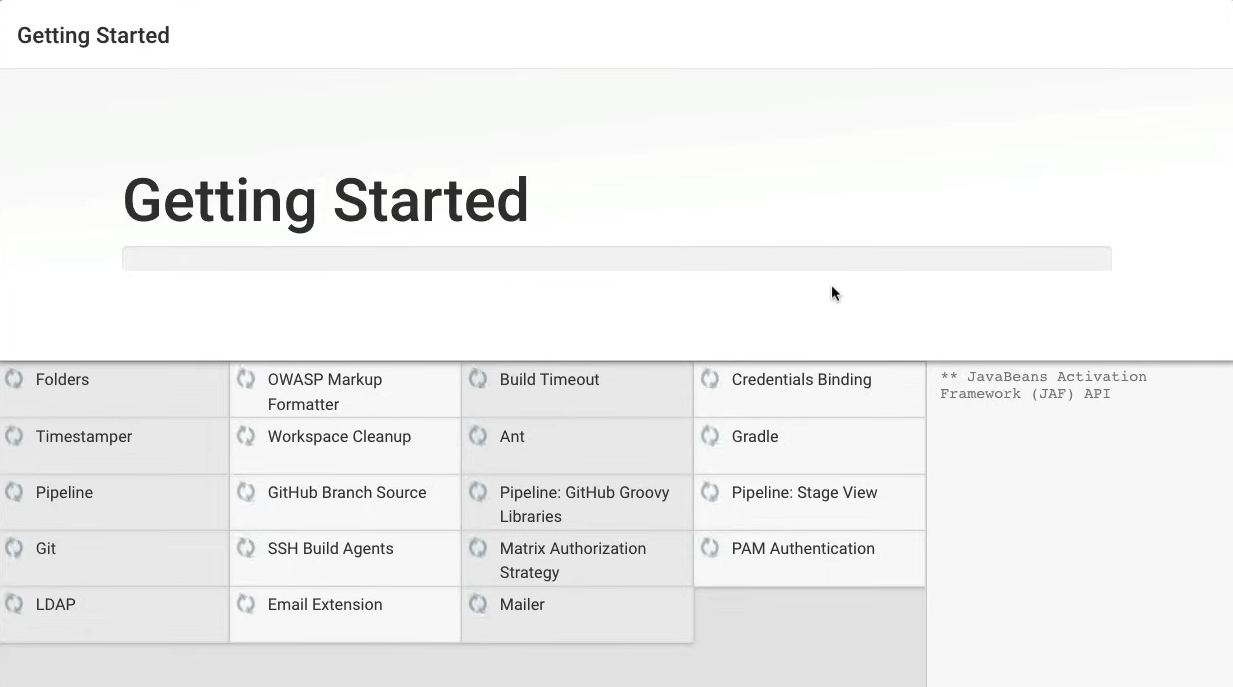 Getting Started
Getting Started
Folders
OWASP Markup
Formatter
Build Timeout
Credentials Binding
** JavaBeans Activation
Framework (JAF) API
Timestamper
Workspace Cleanup
Ant
Gradle
Pipeline
GitHub Branch Source
Pipeline: GitHub Groovy
Libraries
Pipeline: Stage View
Git
SSH Build Agents
Matrix Authorization
Strategy
PAM Authentication
LDAP
Email Extension
Mailer